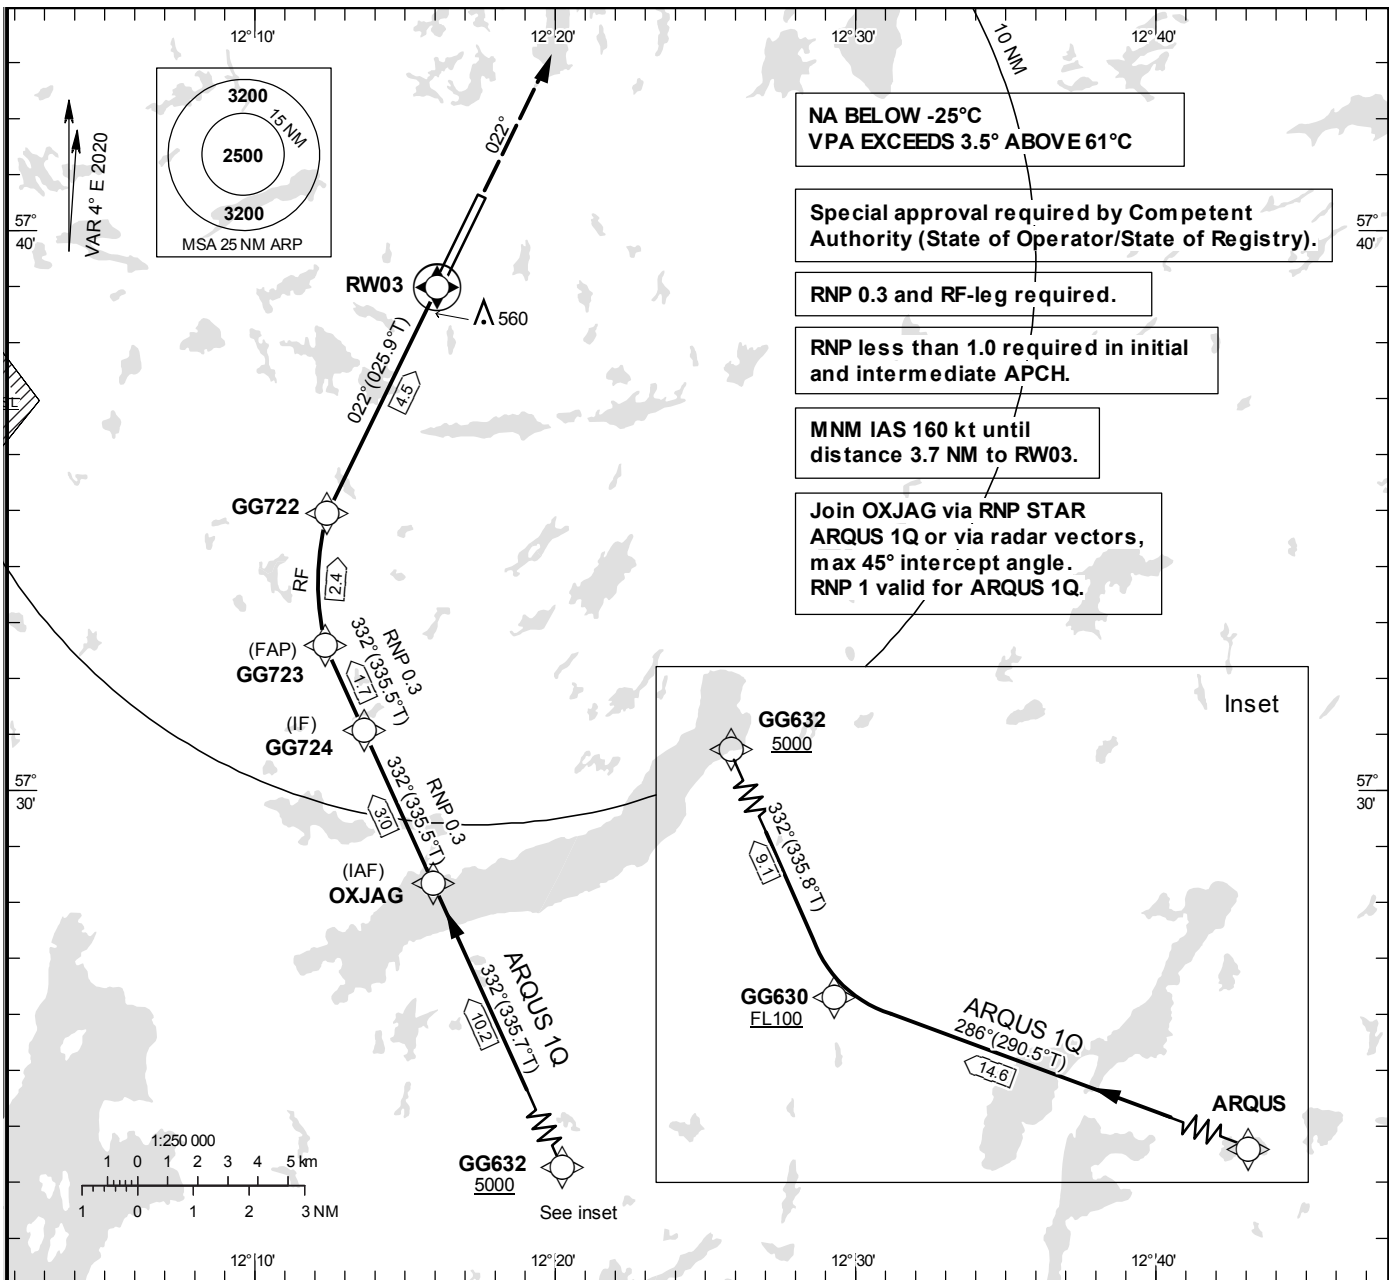 12°10'
12°20'
12°30'
12°40'
10 NM
3200
15 NM
2500
3200
MSA 25 NM ARP
VAR 4° E 2020
022°
NA BELOW -25°C
VPA EXCEEDS 3.5° ABOVE 61°C
Special approval required by Competent
Authority (State of Operator/State of Registry).
57°
40'
57°
40'
RNP 0.3 and RF-leg required.
RW03
560
RNP less than 1.0 required in initial
and intermediate APCH.
022°(025.9°T)
4.5
MNM IAS 160 kt until
distance 3.7 NM to RW03.
GG722
Join OXJAG via RNP STAR
ARQUS 1Q or via radar vectors,
max 45° intercept angle.
RNP 1 valid for ARQUS 1Q.
RF
2.4
(FAP)
GG723
RNP 0.3
332°(335.5°T)
1.7
(IF)
GG724
RNP 0.3
332°(335.5°T)
3.0
57°
30'
57°
30'
(IAF)
OXJAG
ARQUS 1Q
332°(335.7°T)
10.2
GG632
5000
See inset
Inset
GG632
5000
332°(335.8°T)
9.1
GG630
FL100
ARQUS 1Q
286°(290.5°T)
14.6
ARQUS
1:250 000
1 0 1 2 3 4 5 km
1 0 1 2 3 NM
12°10'
12°20'
12°30'
12°40'